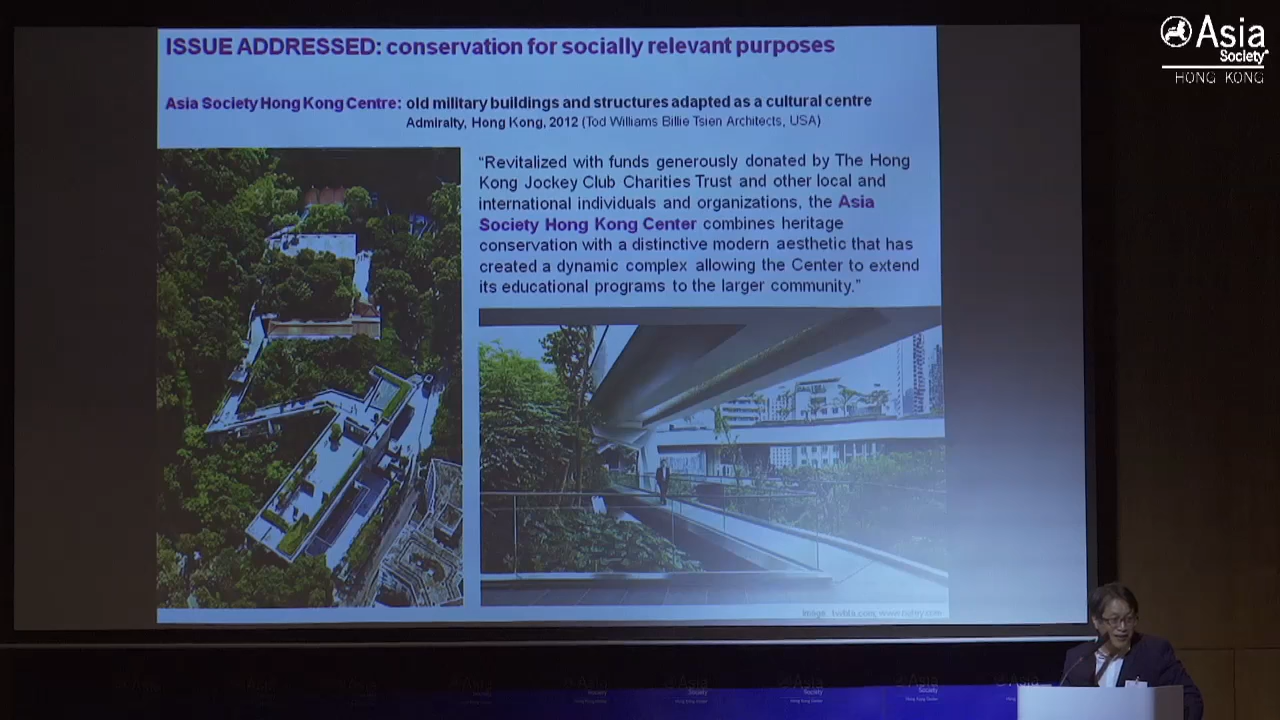 ISSUE ADDRESSED: conservation for socially relevant purposes
Asia Society Hong Kong Centre: old military buildings and structures adapted as a cultural centre
Admiralty, Hong Kong, 2012 (Tod Williams Billie Tsien Architects, USA)
“Revitalized with funds generously donated by The Hong
Kong Jockey Club Charities Trust and other local and
international individuals and organizations, the Asia
Society Hong Kong Center combines heritage
conservation with a distinctive modern aesthetic that has
created a dynamic complex allowing the Center to extend
its educational programs to the larger community.”
Asia
Society
HONG KONG